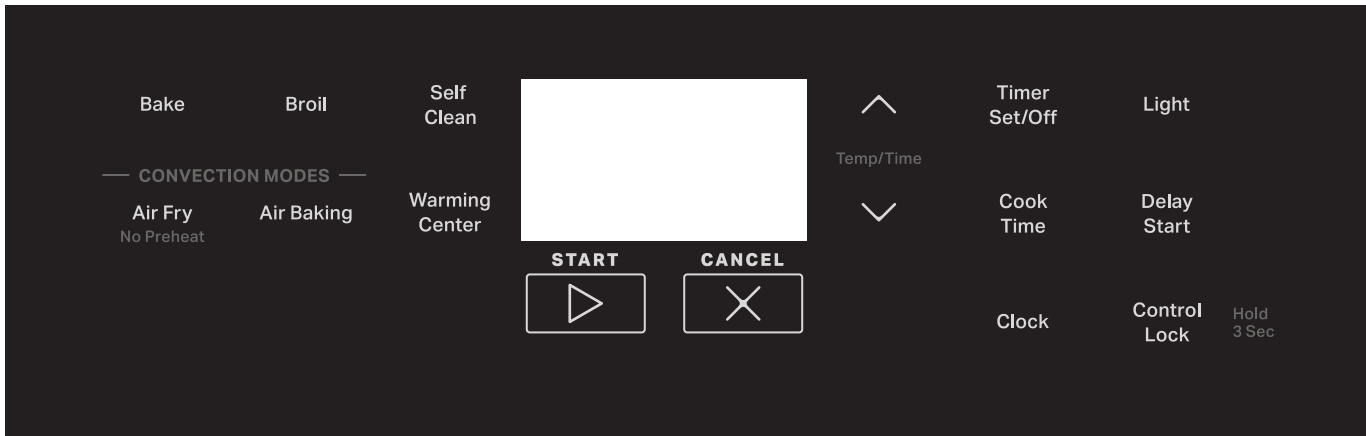 Bake
Broil
Self
Clean
— CONVECTION MODES —
Air Fry
No Preheat
Air Baking
Warming
Center
START
CANCEL
Temp/Time
Timer
Set/Off
Light
Cook
Time
Delay
Start
Clock
Control
Lock
Hold
3 Sec